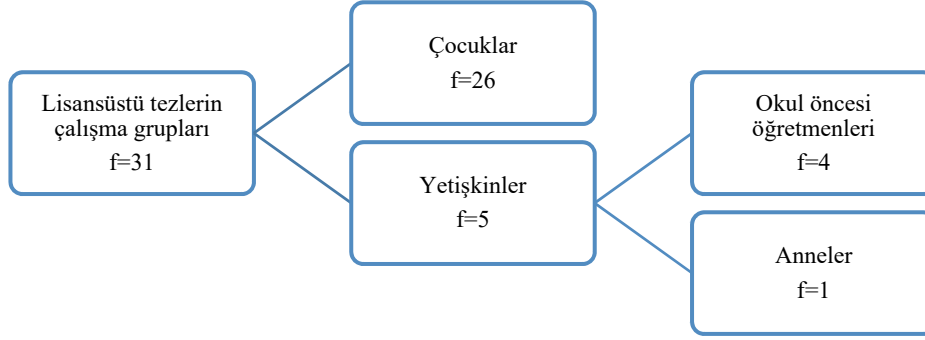 Lisansüstü tezlerin
çalışma grupları
f=31
Çocuklar
f=26
Yetişkinler
f=5
Okul öncesi
öğretmenleri
f=4
Anneler
f=1